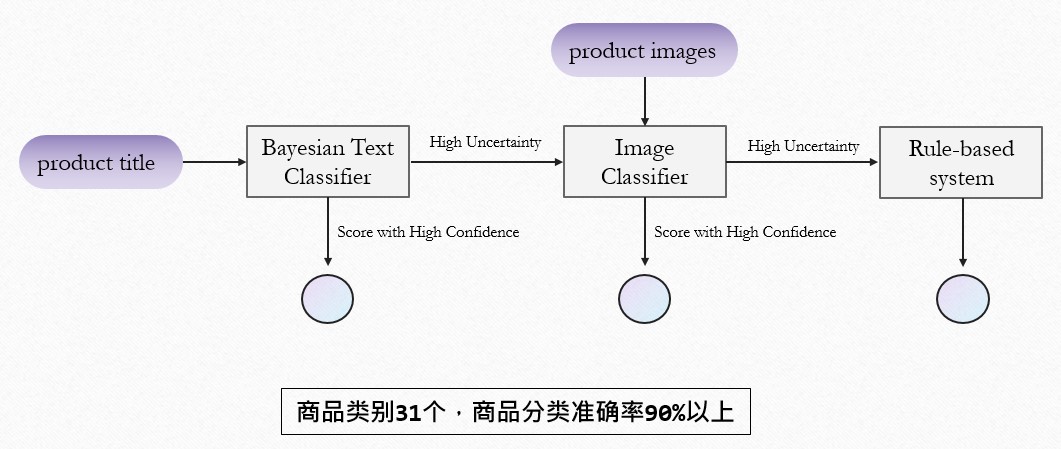 product images
product title
Bayesian Text
Classifier
High Uncertainty
Image
Classifier
High Uncertainty
Rule-based
system
Score with High Confidence
Score with High Confidence
商品类别31个，商品分类准确率90%以上